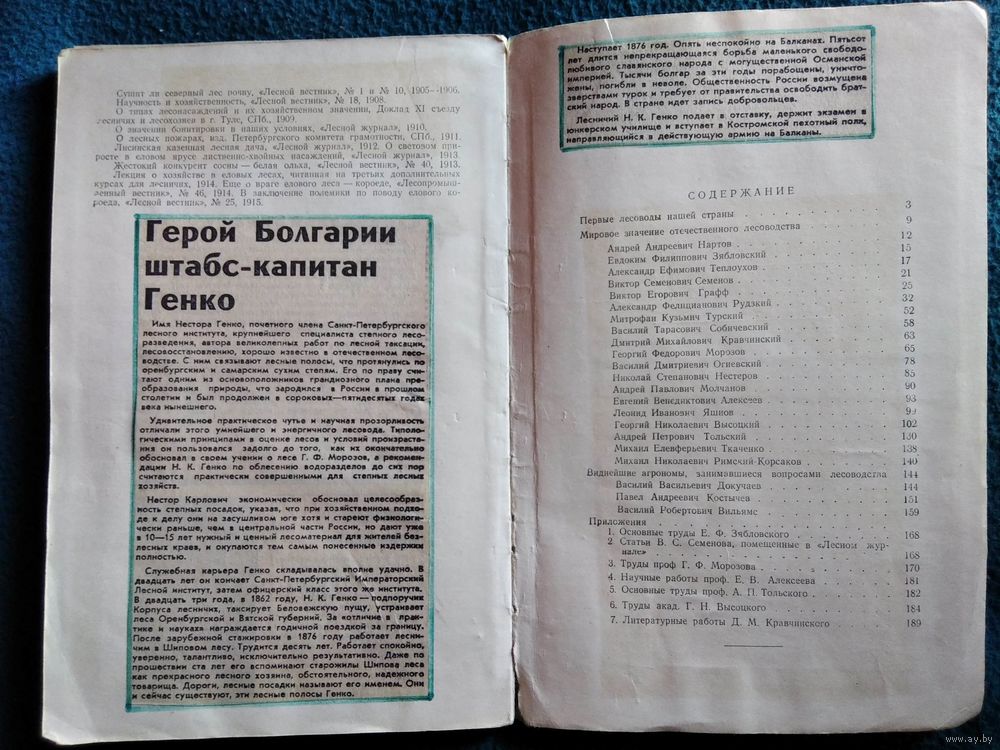 Сушит ли северный лес почву, «Лесной вестник», № 1 и № 10, 1905—1906.
Научность и хозяйственность, «Лесной вестник», № 18, 1908.
О типах лесонасаждений и их хозяйственном значении, Доклад XI съезду
лесничих и лесохозяев в г. Туле, СПб., 1909.
О значении бонитировки в наших условиях, «Лесной журнал», 1910.
О лесных пожарах, изд. Петербургского комитета грамотности, СПб., 1911.
Лисинская казенная лесная дача, «Лесной журнал», 1912. О световом при-
росте в еловом ярусе лиственно-хвойных насаждений, «Лесной журнал», 1913.
Жестокий конкурент сосны — белая ольха, «Лесной вестник», № 40, 1913.
Лекция о хозяйстве в еловых лесах, читанная на третьих дополнительных
курсах для лесничих, 1914. Еще о враге елового леса — короеде, «Лесопромыш-
ленный вестник», № 46, 1914. В заключение полемики по поводу елового ко-
роеда, «Лесной вестник», № 25, 1915.
Герой Болгарии
штабс-капитан
Генко
Имя Нестора Генко, почетного члена Санкт-Петербургского
лесного института, крупнейшего специалиста степного лесо-
разведения, автора великолепных работ по лесной таксации,
лесовосстановлению, хорошо известно в отечественном лесо-
водстве. С ним связывают лесные полосы, что протянулись по
оренбургским и самарским сухим степям. Его по праву счи-
тают одним из основоположников грандиозного плана пре-
образования природы, что зародился в России в прошлом
столетии и был продолжен в сороковых—пятидесятых годах
века нынешнего.
Удивительное практическое чутье и научная прозорливость
отличали этого умнейшего и энергичного лесовода. Типоло-
гическими принципами в оценке лесов и условий произраста-
ния он пользовался задолго до того, как их окончательно
обосновал в своем учении о лесе Г. Ф. Морозов, а рекомен-
дации Н. К. Генко по облесению водоразделов до сих пор
считаются практически совершенными для степных лесных
хозяйств.
Нестор Карлович экономически обосновал целесообраз-
ность степных посадок, указав, что при хозяйственном подхо-
де к делу они на засушливом юге хотя и стареют физиологи-
чески раньше, чем в центральной части России, но дают уже
в 10—15 лет нужный и ценный лесоматериал для жителей без-
лесных краев, и окупаются тем самым понесенные издержки
полностью.
Служебная карьера Генко складывалась вполне удачно. В
двадцать лет он кончает Санкт-Петербургский Императорский
Лесной институт, затем офицерский класс этого же института.
В двадцать три года, в 1862 году, Н. К. Генко — подпоручик
Корпуса лесничих, таксирует Беловежскую пущу, устраивает
леса Оренбургской и Вятской губерний. За «отличие в прак-
тике и науках» награждается годичной поездкой за границу.
После зарубежной стажировки в 1876 году работает лесни-
чим в Шиповом лесу. Трудится десять лет. Работает спокойно,
уверенно, талантливо, исключительно результативно. Даже по
прошествии ста лет его вспоминают старожилы Шипова леса
как прекрасного лесного хозяина, обстоятельного, надежного
товарища. Дороги, лесные посадки называют его именем. Они
и сейчас существуют, эти лесные полосы Генко.
Наступает 1876 год. Опять неспокойно на Балканах. Пятьсот
лет длится непрекращающаяся борьба маленького свободо-
любивого славянского народа с могущественной Османской
империей. Тысячи болгар за эти годы порабощены, уничто-
жены, погибли в неволе. Общественность России возмущена
зверствами турок и требует от правительства освободить брат-
ский народ. В стране идет запись добровольцев.
Лесничий Н. К. Генко подает в отставку, держит экзамен в
юнкерском училище и вступает в Костромской пехотный полк,
направляющийся в действующую армию на Балканы.
СОДЕРЖАНИЕ
Первые лесоводы нашей страны 3
Мировое значение отечественного лесоводства 9
Андрей Андреевич Нартов 12
Евдоким Филиппович Зябловский 15
Александр Ефимович Теплоухов 17
Виктор Семенович Семенов 21
Виктор Егорович Графф 25
Александр Фелицианович Рудзкий 32
Митрофан Кузьмич Турский 52
Василий Тарасович Собичевский 58
Дмитрий Михайлович Кравчинский 63
Георгий Федорович Морозов 65
Василий Дмитриевич Огиевский 78
Николай Степанович Нестеров 85
Андрей Павлович Молчанов 90
Евгений Венедиктович Алексеев 93
Леонид Иванович Яшнов 99
Георгий Николаевич Высоцкий 102
Андрей Петрович Тольский 130
Михаил Елевферьевич Ткаченко 138
Михаил Николаевич Римский-Корсаков 140
Виднейшие агрономы, занимавшиеся вопросами лесоводства 144
Василий Васильевич Докучаев 144
Павел Андреевич Костычев 151
Василий Робертович Вильямс 159
Приложения
1. Основные труды Е. Ф. Зябловского 168
2. Статьи В. С. Семенова, помещенные в «Лесном жур-
нале» 168
3. Труды проф Г. Ф. Морозова 170
4. Научные работы проф. Е. В. Алексеева 181
5. Основные труды проф. А. П. Тольского 182
6. Труды акад. Г. Н. Высоцкого 184
7. Литературные работы Д. М. Кравчинского 189
www.ay.by